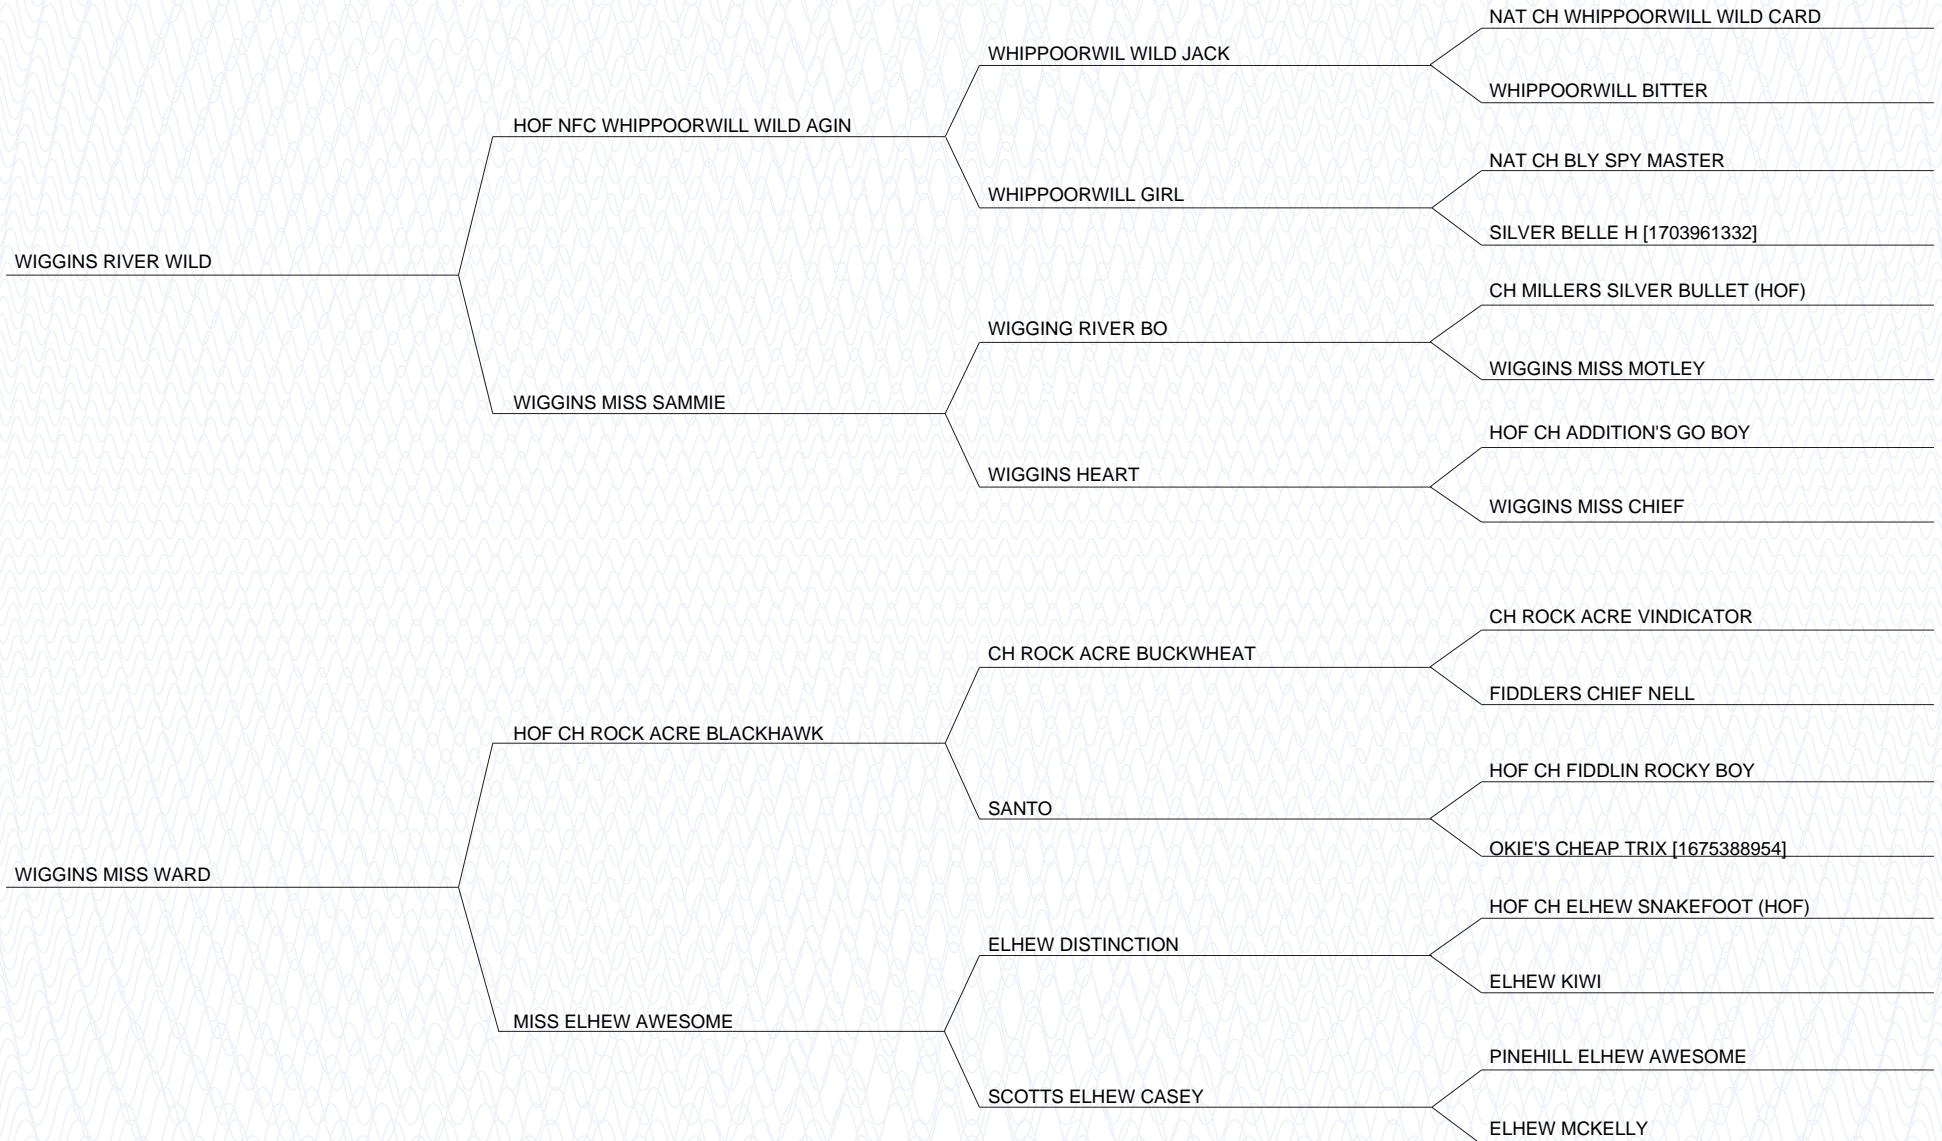 NAT CH WHIPPOORWILL WILD CARD
WHIPPOORWIL WILD JACK
WHIPPOORWILL BITTER
HOF NFC WHIPPOORWILL WILD AGIN
NAT CH BLY SPY MASTER
WHIPPOORWILL GIRL
SILVER BELLE H [1703961332]
WIGGINS RIVER WILD
CH MILLERS SILVER BULLET (HOF)
WIGGING RIVER BO
WIGGINS MISS MOTLEY
WIGGINS MISS SAMMIE
HOF CH ADDITION'S GO BOY
WIGGINS HEART
WIGGINS MISS CHIEF
CH ROCK ACRE VINDICATOR
CH ROCK ACRE BUCKWHEAT
FIDDLERS CHIEF NELL
HOF CH ROCK ACRE BLACKHAWK
HOF CH FIDDLIN ROCKY BOY
SANTO
OKIE'S CHEAP TRIX [1675388954]
WIGGINS MISS WARD
HOF CH ELHEW SNAKEFOOT (HOF)
ELHEW DISTINCTION
ELHEW KIWI
MISS ELHEW AWESOME
PINEHILL ELHEW AWESOME
SCOTTS ELHEW CASEY
ELHEW MCKELLY